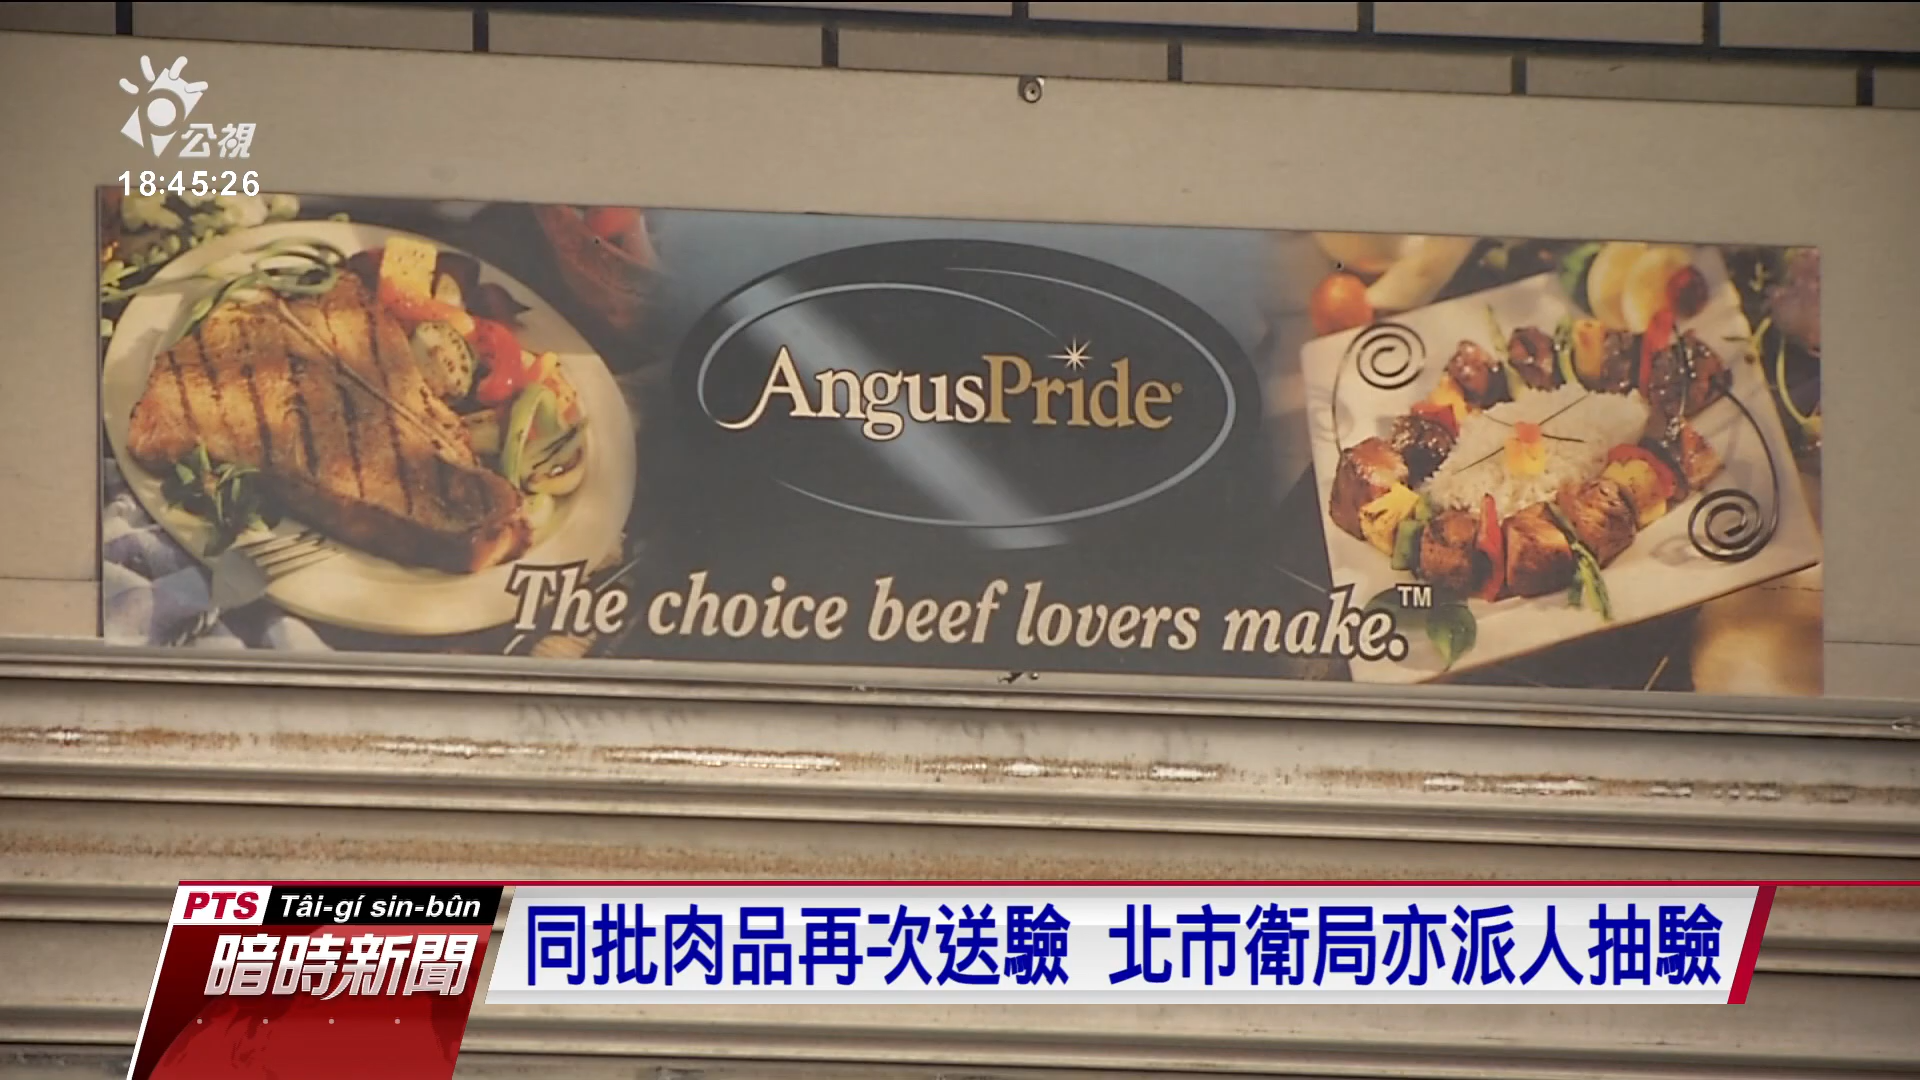 公視
18:45:26
AngusPride®
The choice beef lovers make.™
PTS Tâi-gí sin-bûn
暗時新聞
同批肉品再次送驗 北市衛局亦派人抽驗